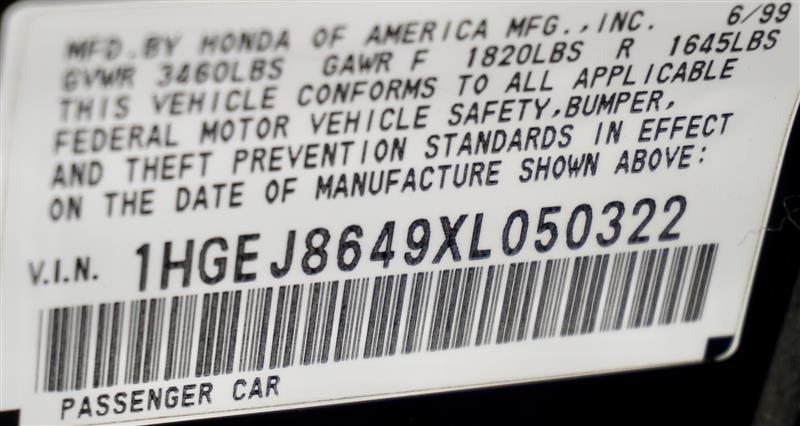 MFD.BY HONDA OF AMERICA MFG.,INC. 6/99
GVWR 3460LBS GAWR F 1820LBS R 1645LBS
THIS VEHICLE CONFORMS TO ALL APPLICABLE
FEDERAL MOTOR VEHICLE SAFETY,BUMPER,
AND THEFT PREVENTION STANDARDS IN EFFECT
ON THE DATE OF MANUFACTURE SHOWN ABOVE:
V.I.N. 1HGEJ8649XL050322
PASSENGER CAR